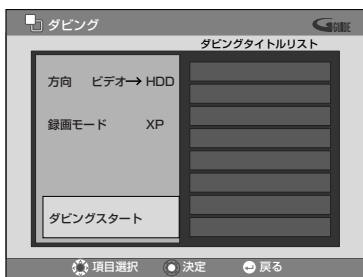 ダビング
G GUIDE
ダビングタイトルリスト
方向 ビデオ→ HDD
録画モード XP
ダビングスタート
項目選択 決定 戻る